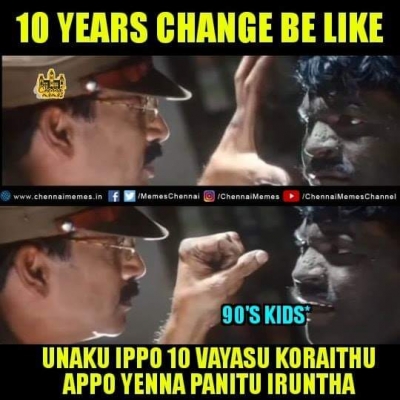 10 YEARS CHANGE BE LIKE
www.chennaimemes.in /MemesChennai /ChennaiMemes /ChennaiMemesChannel
90'S KIDS*
UNAKU IPPO 10 VAYASU KORAITHU
APPO YENNA PANITU IRUNTHA